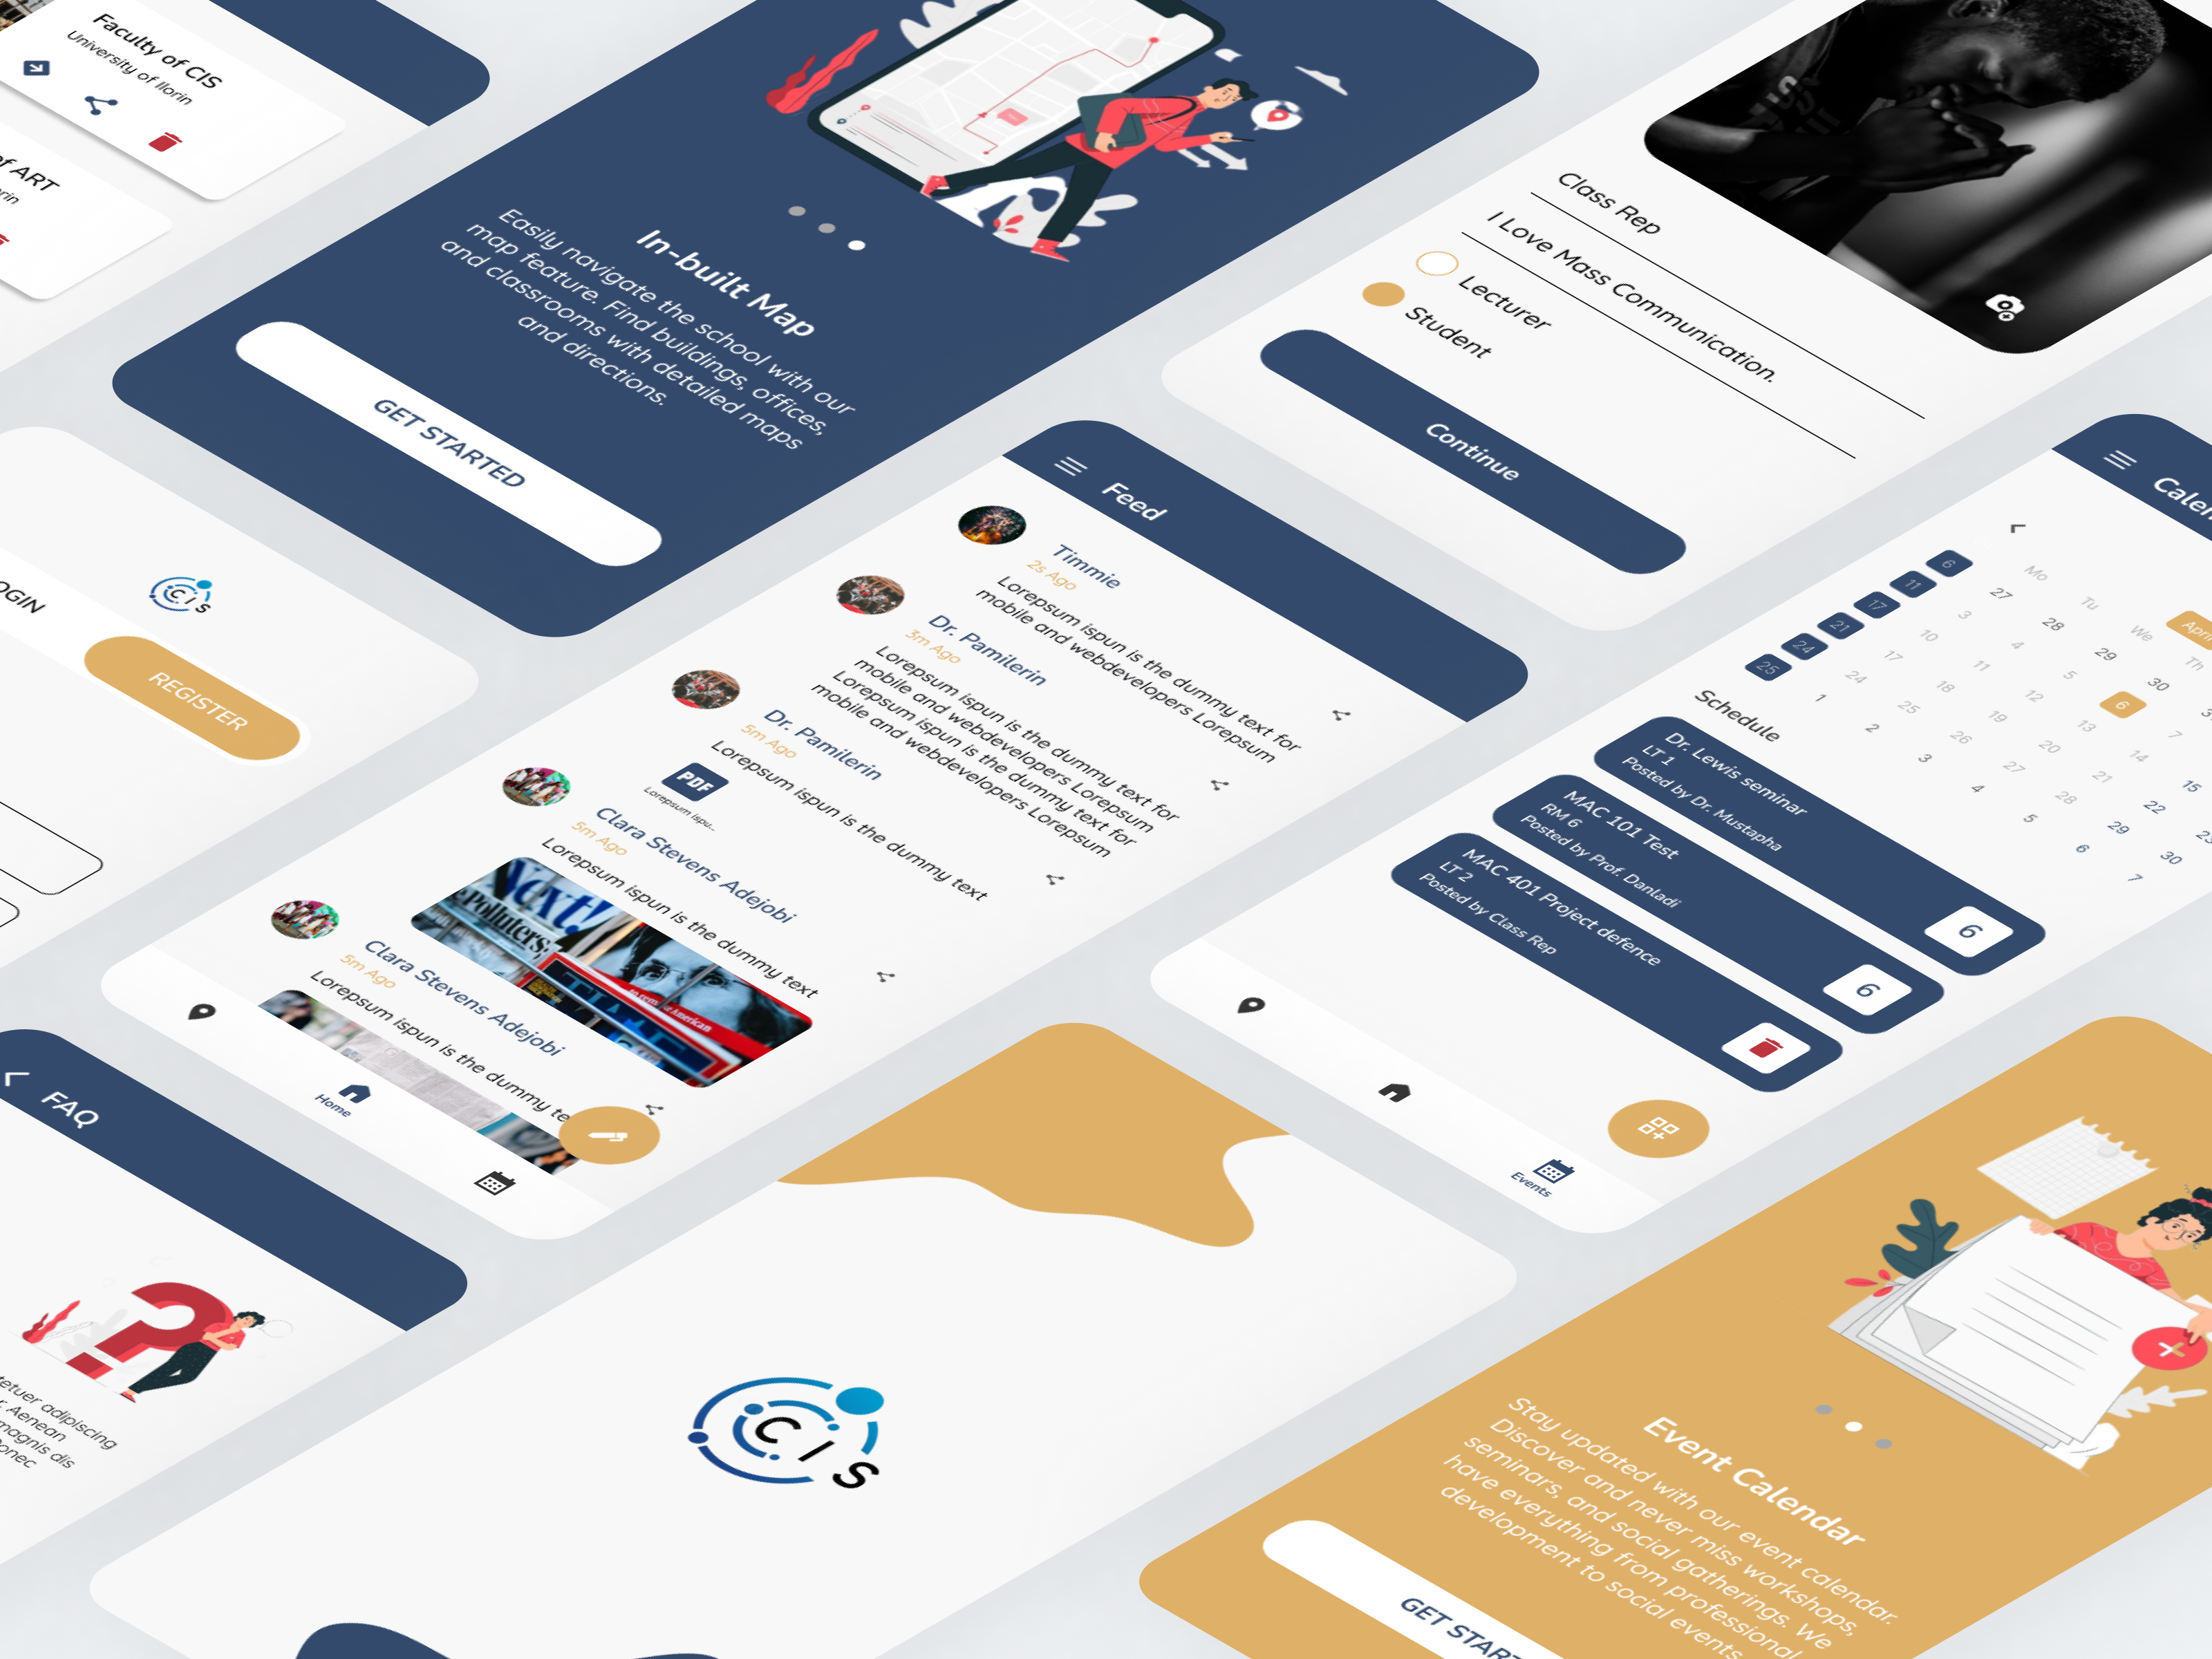 Faculty of CIS
University of Ilorin
of ART
In-built Map
Easily navigate the school with our
map feature. Find buildings, offices,
and classrooms with detailed maps
and directions.
GET STARTED
Class Rep
I Love Mass Communication.
Lecturer
Student
Continue
CIS
REGISTER
Feed
Timmie
2s Ago
Lorepsum ispun is the dummy text for
mobile and webdevelopers Lorepsum
Dr. Pamilerin
3m Ago
Lorepsum ispun is the dummy text for
mobile and webdevelopers Lorepsum
Lorepsum ispun is the dummy text for
mobile and webdevelopers Lorepsum
Dr. Pamilerin
5m Ago
Lorepsum ispun is the dummy text
PDF
Lorepsum ispu...
Clara Stevens Adejobi
5m Ago
Lorepsum ispun is the dummy text
Next!
Polluters,
TIME
American
Clara Stevens Adejobi
5m Ago
Lorepsum ispun is the dummy te
Home
Mo Tu We Th
April
6 27 28 29 30
11 3 4 5 6 7
17 10 11 12 13 14 15
21 17 18 19 20 21 22
24 24 25 26 27 28 29 30
25 1 2 3 4 5 6 7
Schedule
Dr. Lewis seminar
LT 1
Posted by Dr. Mustapha
6
MAC 101 Test
RM 6
Posted by Prof. Danladi
6
MAC 401 Project defence
LT 2
Posted by Class Rep
Events
FAQ
adipiscing
Aenean
magnis dis
CIS
Event Calendar
Stay updated with our event calendar.
Discover and never miss workshops,
seminars, and social gatherings. We
have everything from professional
development to social events
GET START